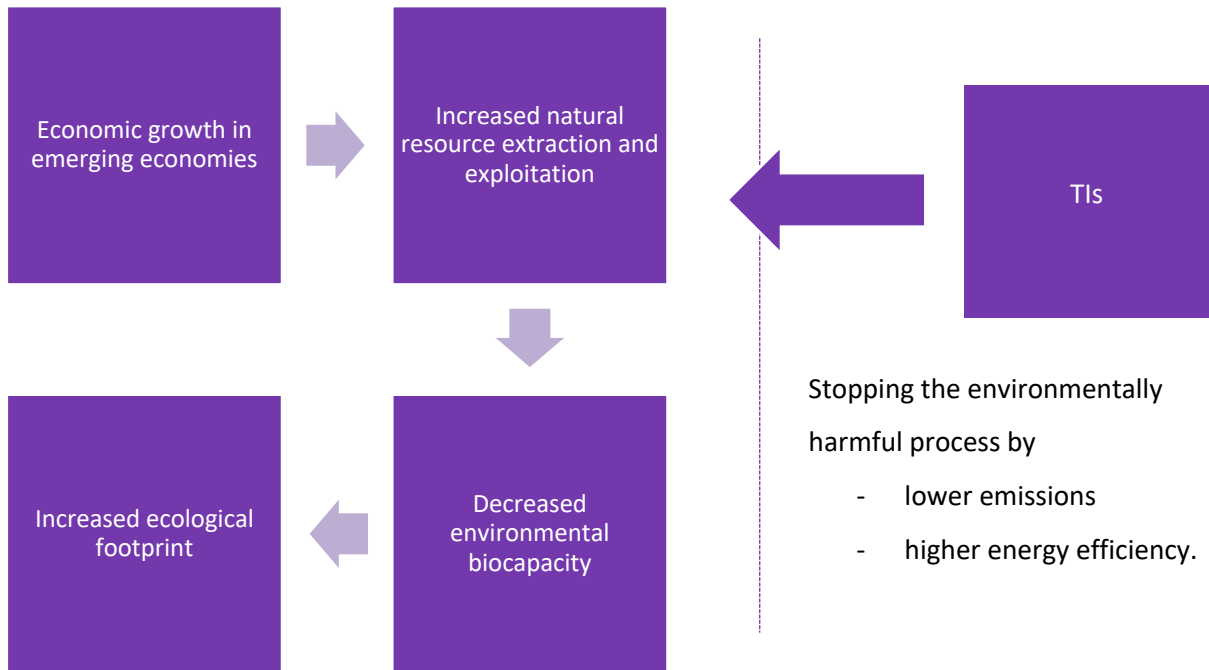 Economic growth in
emerging economies
Increased natural
resource extraction and
exploitation
TIs
Increased ecological
footprint
Decreased
environmental
biocapacity
Stopping the environmentally
harmful process by
- lower emissions
- higher energy efficiency.